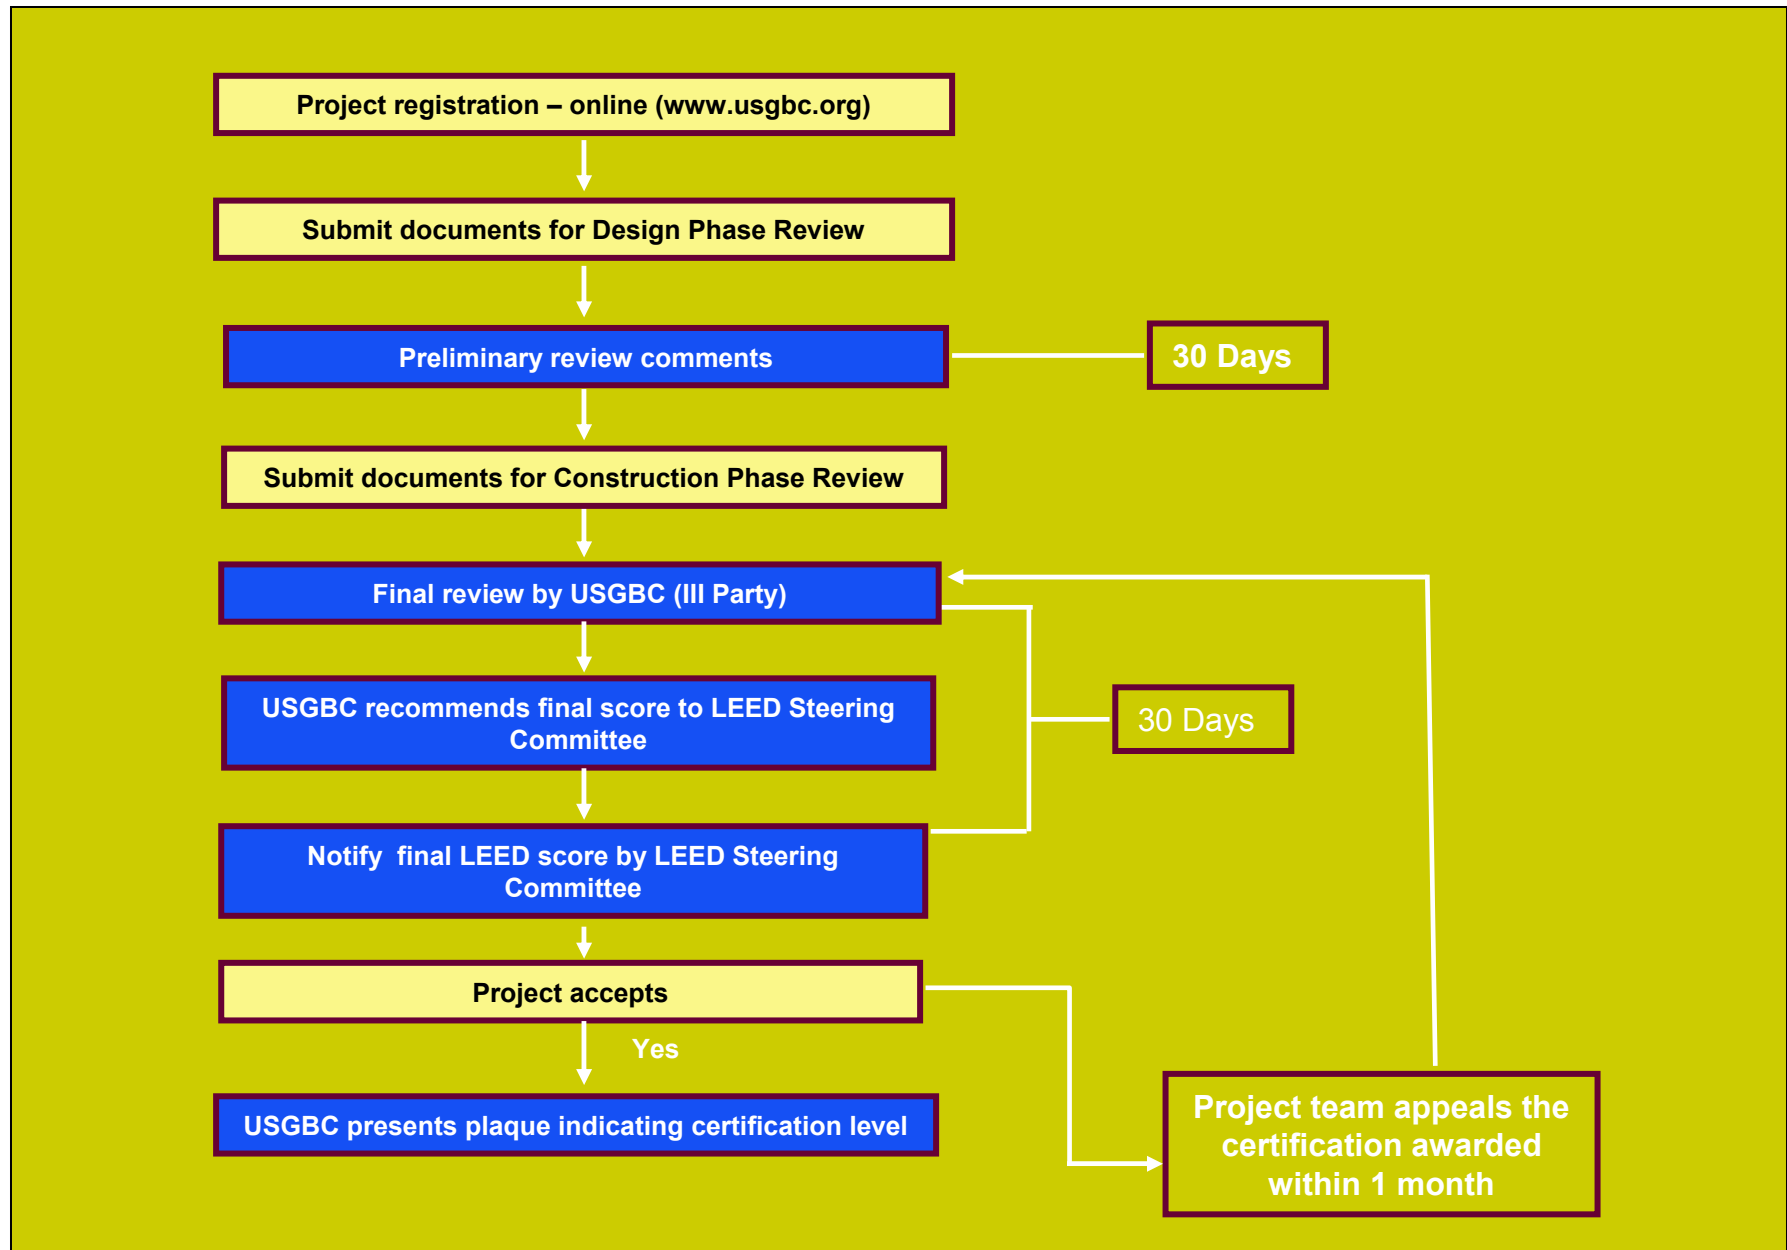 Project registration – online (www.usgbc.org)
Submit documents for Design Phase Review
Preliminary review comments
30 Days
Submit documents for Construction Phase Review
Final review by USGBC (III Party)
USGBC recommends final score to LEED Steering
Committee
30 Days
Notify  final LEED score by LEED Steering
Committee
Project accepts
Yes
USGBC presents plaque indicating certification level
Project team appeals the
certification awarded
within 1 month